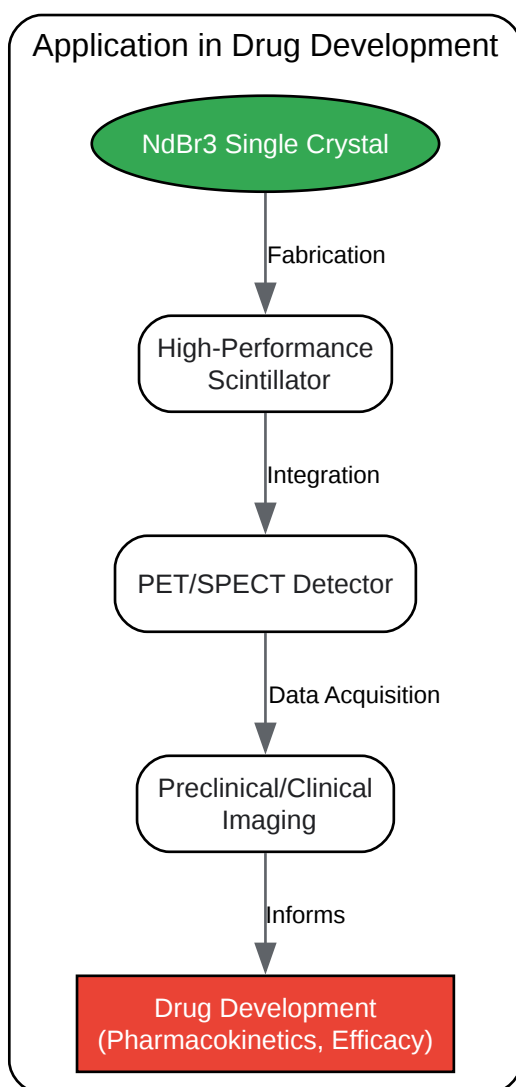 Application in Drug Development
NdBr3 Single Crystal
Fabrication
High-Performance
Scintillator
Integration
PET/SPECT Detector
Data Acquisition
Preclinical/Clinical
Imaging
Informs
Drug Development
(Pharmacokinetics, Efficacy)